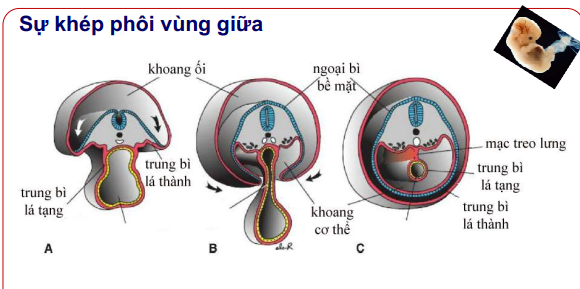 Sự khép phôi vùng giữa
khoang ối
ngoại bì
bề mặt
trung bì
lá thành
trung bì
lá tạng
khoang
cơ thể
mạc treo lưng
trung bì
lá tạng
trung bì
lá thành
A
B
C